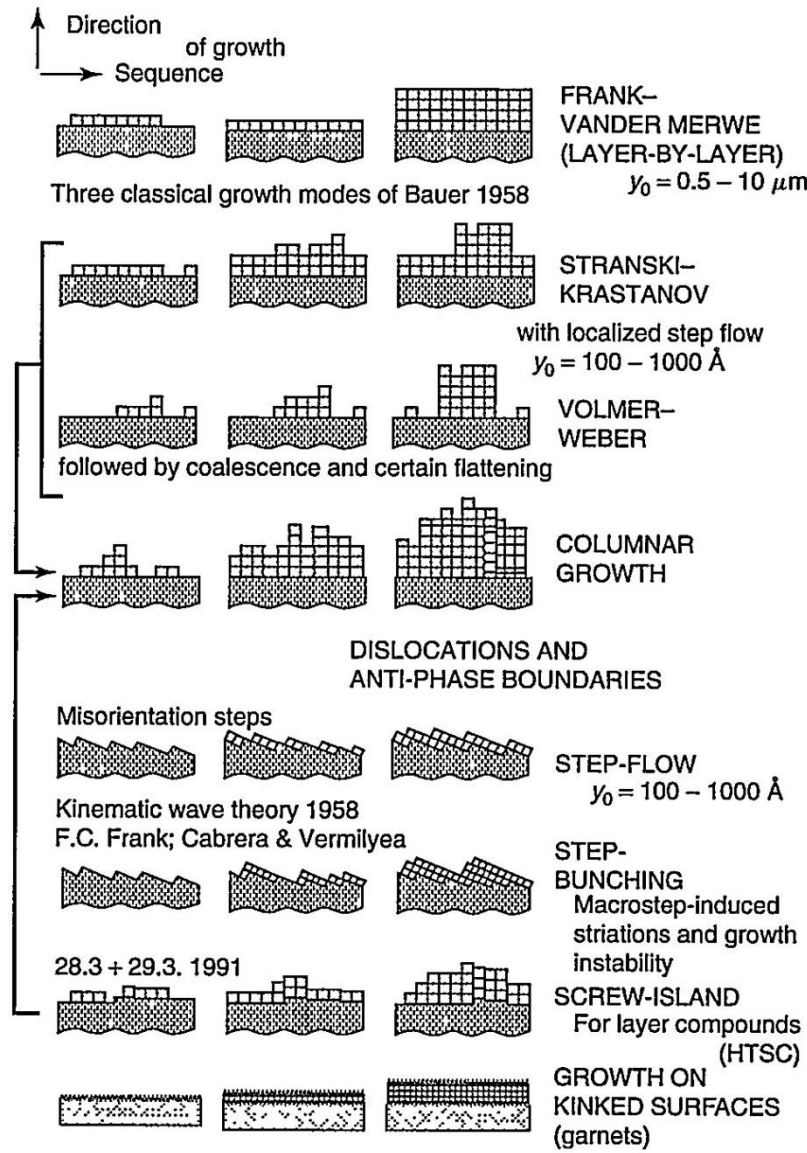 Direction
of growth
Sequence
FRANK–
VANDER MERWE
(LAYER-BY-LAYER)
y₀ = 0.5 – 10 μm
Three classical growth modes of Bauer 1958
STRANSKI–
KRASTANOV
with localized step flow
y₀ = 100 – 1000 Å
VOLMER–
WEBER
followed by coalescence and certain flattening
COLUMNAR
GROWTH
DISLOCATIONS AND
ANTI-PHASE BOUNDARIES
Misorientation steps
STEP-FLOW
y₀ = 100 – 1000 Å
Kinematic wave theory 1958
F.C. Frank; Cabrera & Vermilyea
STEP-
BUNCHING
Macrostep-induced
striations and growth
instability
28.3 + 29.3. 1991
SCREW-ISLAND
For layer compounds
(HTSC)
GROWTH ON
KINKED SURFACES
(garnets)